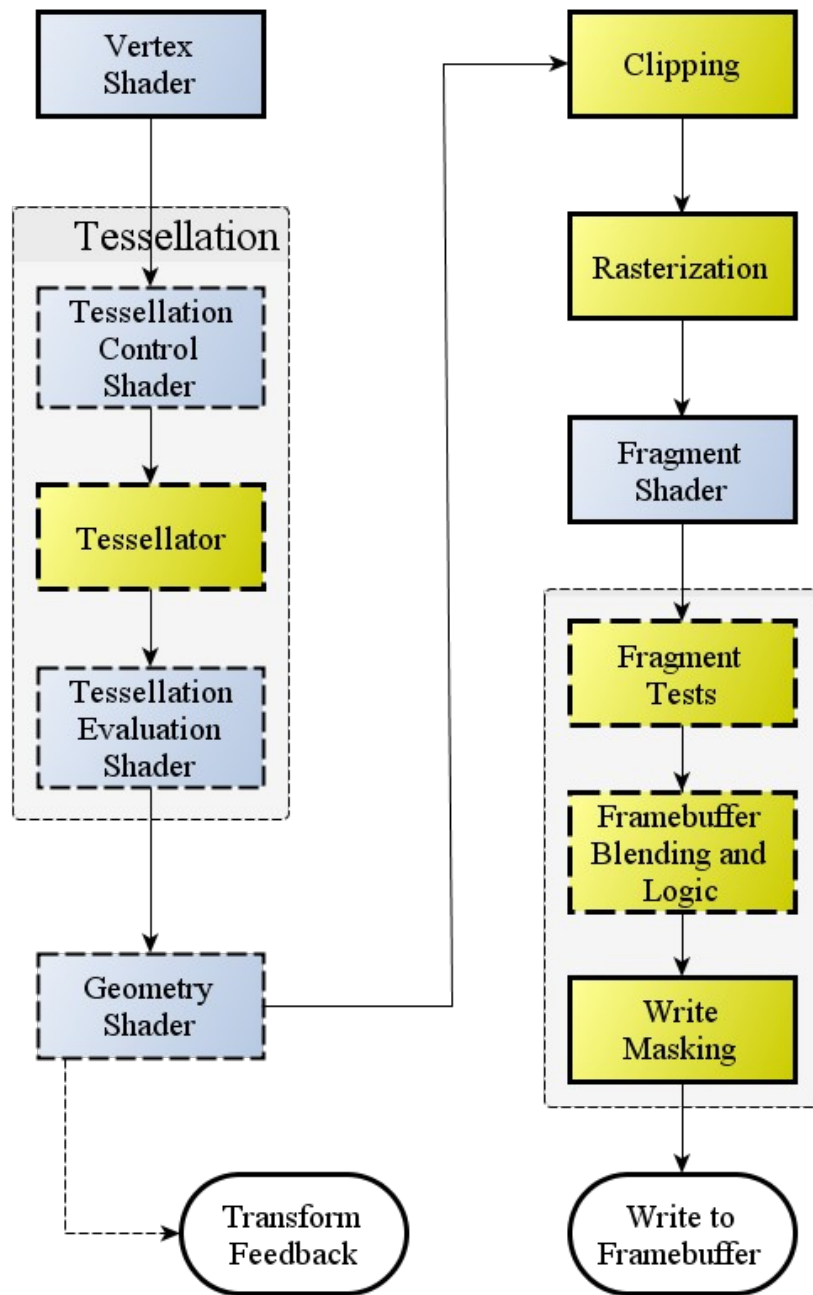 Vertex
Shader
Tessellation
Tessellation
Control
Shader
Tessellator
Tessellation
Evaluation
Shader
Geometry
Shader
Transform
Feedback
Clipping
Rasterization
Fragment
Shader
Fragment
Tests
Framebuffer
Blending and
Logic
Write
Masking
Write to
Framebuffer